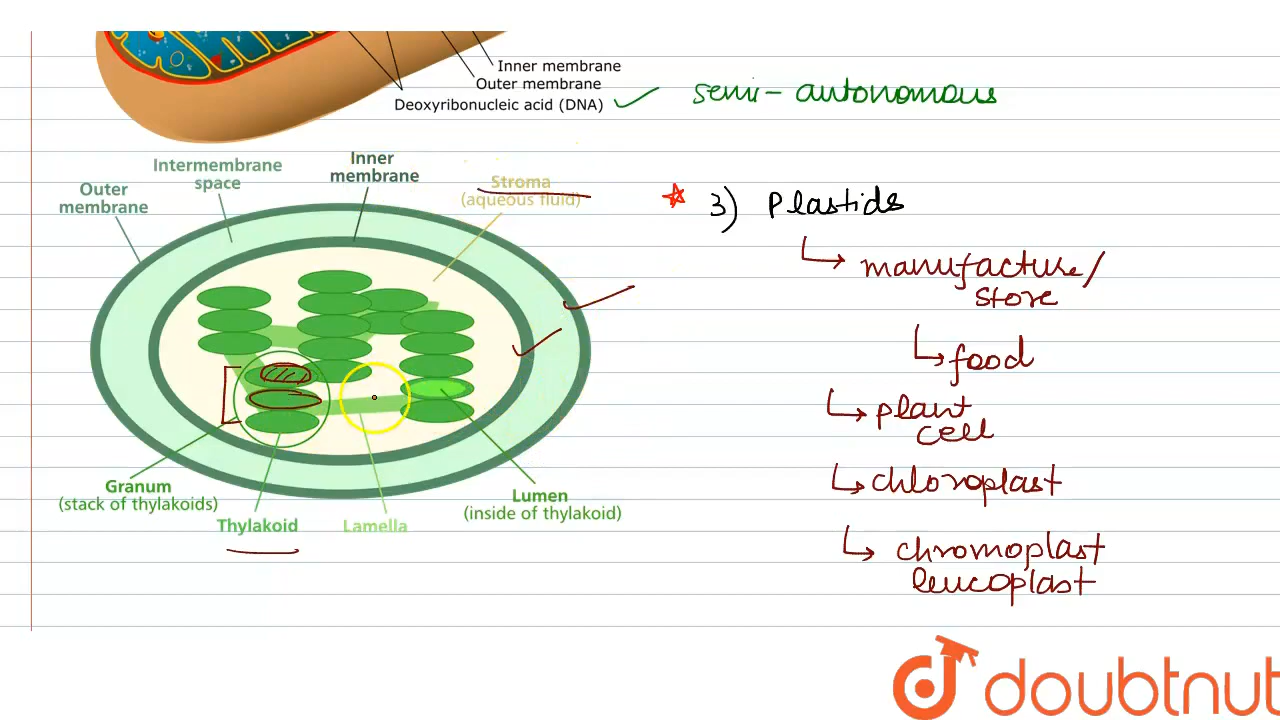 Inner membrane
Outer membrane
Deoxyribonucleic acid (DNA)
semi-autonomous
Outer
membrane
Intermembrane
space
Inner
membrane
Stroma
(aqueous fluid)
Granum
(stack of thylakoids)
Thylakoid
Lamella
Lumen
(inside of thylakoid)
3) Plastids
manufacture/
store
food
plant
cell
chloroplast
chromoplast
leucoplast
doubtnut